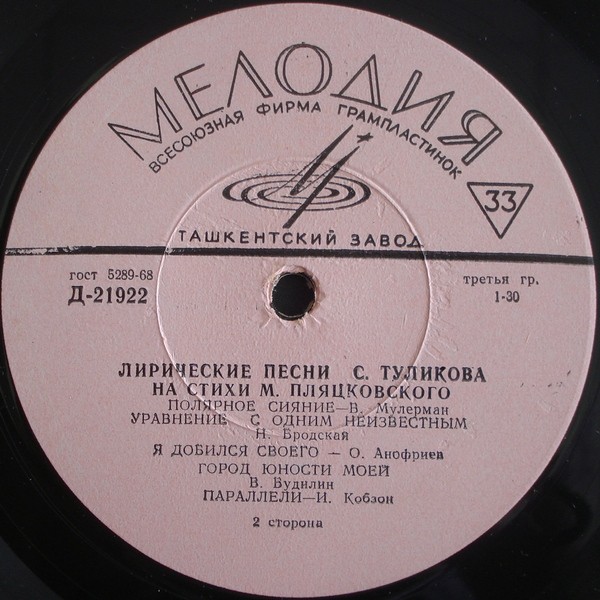 МЕЛОДИЯ
ВСЕСОЮЗНАЯ ФИРМА ГРАМПЛАСТИНОК
33
ТАШКЕНТСКИЙ ЗАВОД
гост 5289-68
Д-21922
третья гр.
1-30
ЛИРИЧЕСКИЕ ПЕСНИ С. ТУЛИКОВА
НА СТИХИ М. ПЛЯЦКОВСКОГО
ПОЛЯРНОЕ СИЯНИЕ—В. Мулерман
УРАВНЕНИЕ С ОДНИМ НЕИЗВЕСТНЫМ
Н. Бродская
Я ДОБИЛСЯ СВОЕГО — О. Анофриев
ГОРОД ЮНОСТИ МОЕЙ
В. Будилин
ПАРАЛЛЕЛИ—И. Кобзон
2 сторона